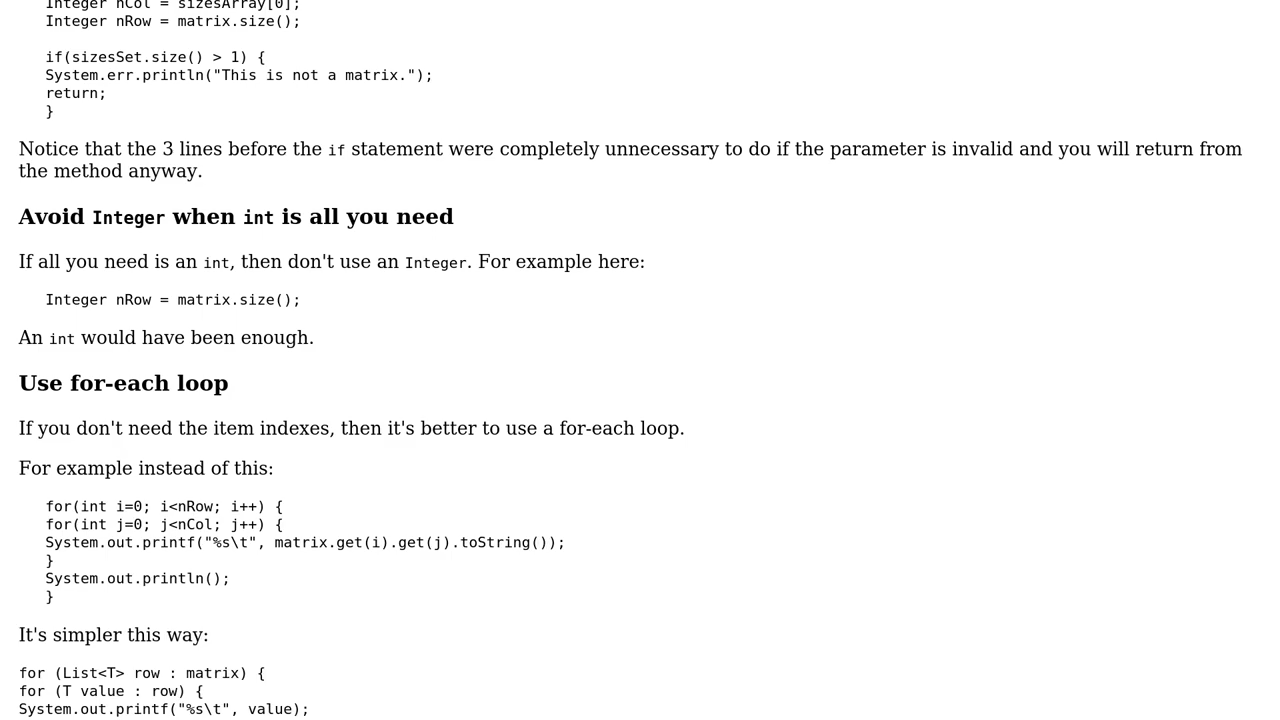 Integer nCol = sizesArray[0];
Integer nRow = matrix.size();
if(sizesSet.size() > 1) {
System.err.println("This is not a matrix.");
return;
}
Notice that the 3 lines before the if statement were completely unnecessary to do if the parameter is invalid and you will return from
the method anyway.
Avoid Integer when int is all you need
If all you need is an int, then don't use an Integer. For example here:
Integer nRow = matrix.size();
An int would have been enough.
Use for-each loop
If you don't need the item indexes, then it's better to use a for-each loop.
For example instead of this:
for(int i=0; i<nRow; i++) {
for(int j=0; j<nCol; j++) {
System.out.printf("%s\t", matrix.get(i).get(j).toString());
}
System.out.println();
}
It's simpler this way:
for (List<T> row : matrix) {
for (T value : row) {
System.out.printf("%s\t", value);